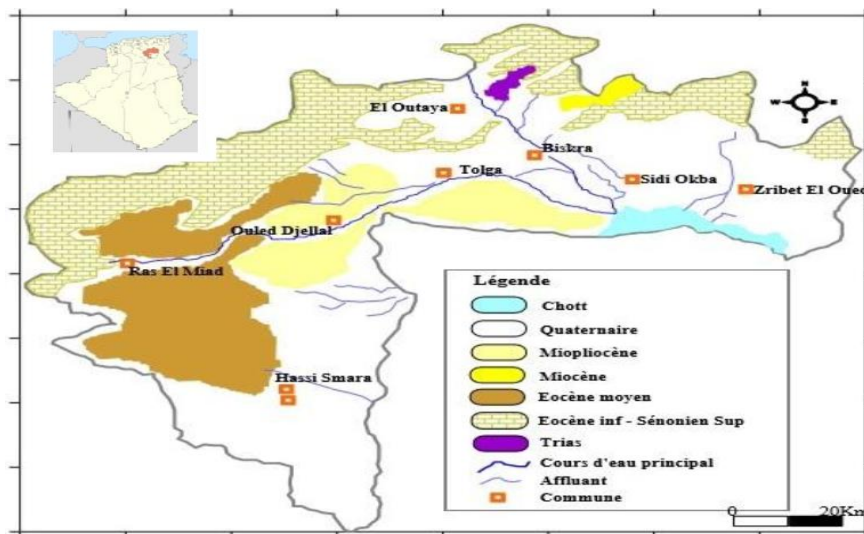 N
W E
S
El Outaya
Biskra
Tolga
Sidi Okba
Zribet El Oued
Ouled Djellal
Ras El Miad
Hassi Smara
Légende
Chott
Quaternaire
Miopliocène
Miocène
Eocène moyen
Eocène inf - Sénonien Sup
Trias
Cours d'eau principal
Affluant
Commune
0 20Km